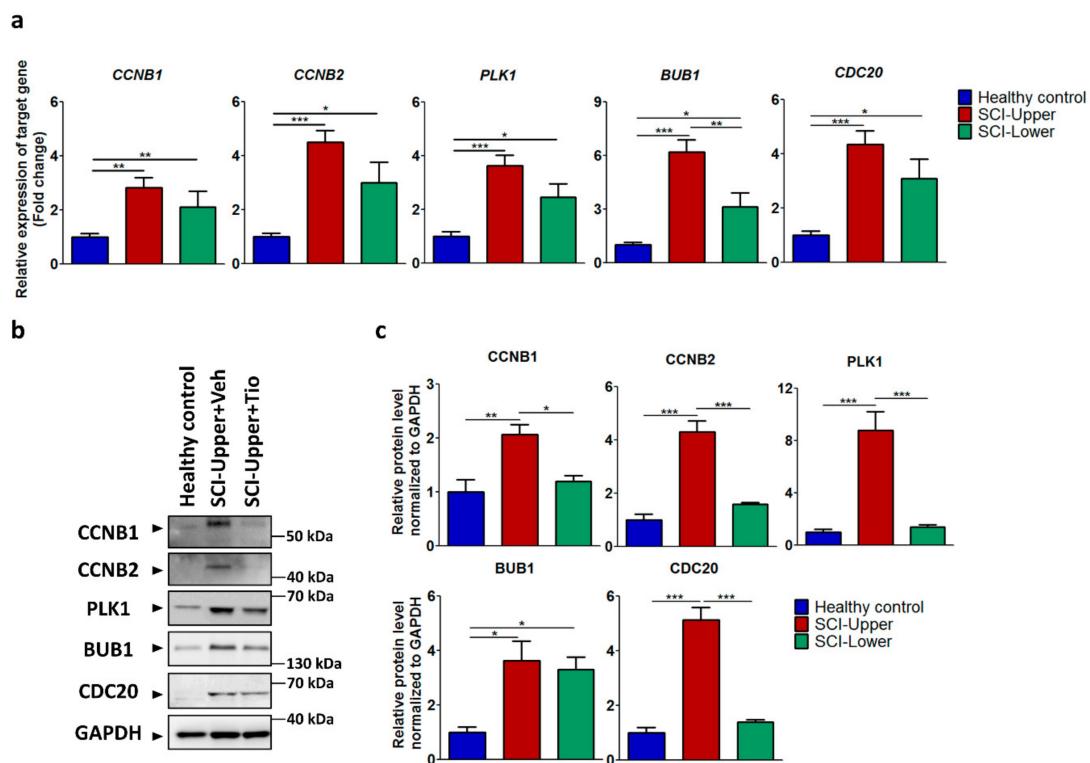 a
CCNB1
CCNB2
PLK1
BUB1
CDC20
Relative expression of target gene
(Fold change)
6
4
2
0
**
**
6
4
2
0
*
***
6
4
2
0
*
***
9
6
3
0
*
***
**
6
4
2
0
*
***
Healthy control
SCI-Upper
SCI-Lower
b
Healthy control
SCI-Upper+Veh
SCI-Upper+Tio
CCNB1
50 kDa
CCNB2
40 kDa
PLK1
70 kDa
BUB1
130 kDa
CDC20
70 kDa
GAPDH
40 kDa
c
CCNB1
CCNB2
PLK1
Relative protein level
normalized to GAPDH
3
2
1
0
**
*
6
4
2
0
***
***
12
8
4
0
***
***
BUB1
CDC20
Relative protein level
normalized to GAPDH
6
4
2
0
*
*
6
4
2
0
***
***
Healthy control
SCI-Upper
SCI-Lower